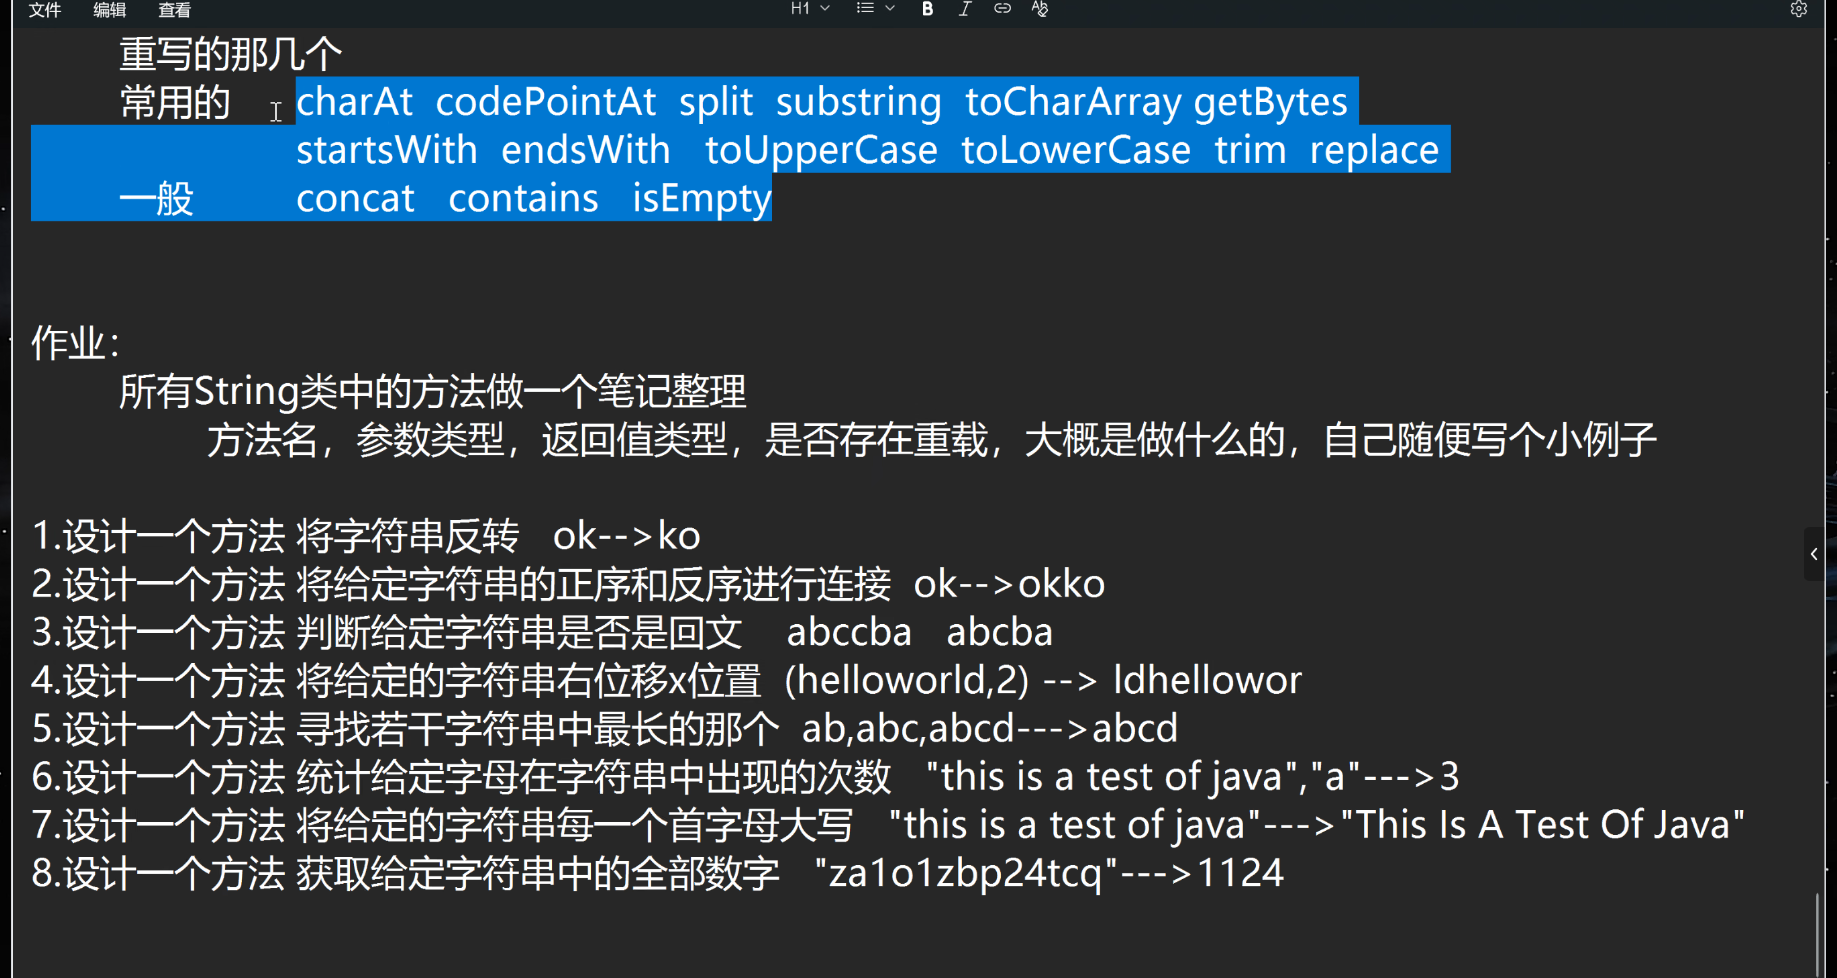 文件 编辑 查看 H1 B I
重写的那几个
常用的 charAt codePointAt split substring toCharArray getBytes
startsWith endsWith toUpperCase toLowerCase trim replace
一般 concat contains isEmpty
作业：
所有String类中的方法做一个笔记整理
方法名，参数类型，返回值类型，是否存在重载，大概是做什么的，自己随便写个小例子
1.设计一个方法 将字符串反转 ok-->ko
2.设计一个方法 将给定字符串的正序和反序进行连接 ok-->okko
3.设计一个方法 判断给定字符串是否是回文 abccba abcba
4.设计一个方法 将给定的字符串右位移x位置 (helloworld,2) --> ldhellowor
5.设计一个方法 寻找若干字符串中最长的那个 ab,abc,abcd--->abcd
6.设计一个方法 统计给定字母在字符串中出现的次数 "this is a test of java","a"--->3
7.设计一个方法 将给定的字符串每一个首字母大写 "this is a test of java"--->"This Is A Test Of Java"
8.设计一个方法 获取给定字符串中的全部数字 "za1o1zbp24tcq"--->1124